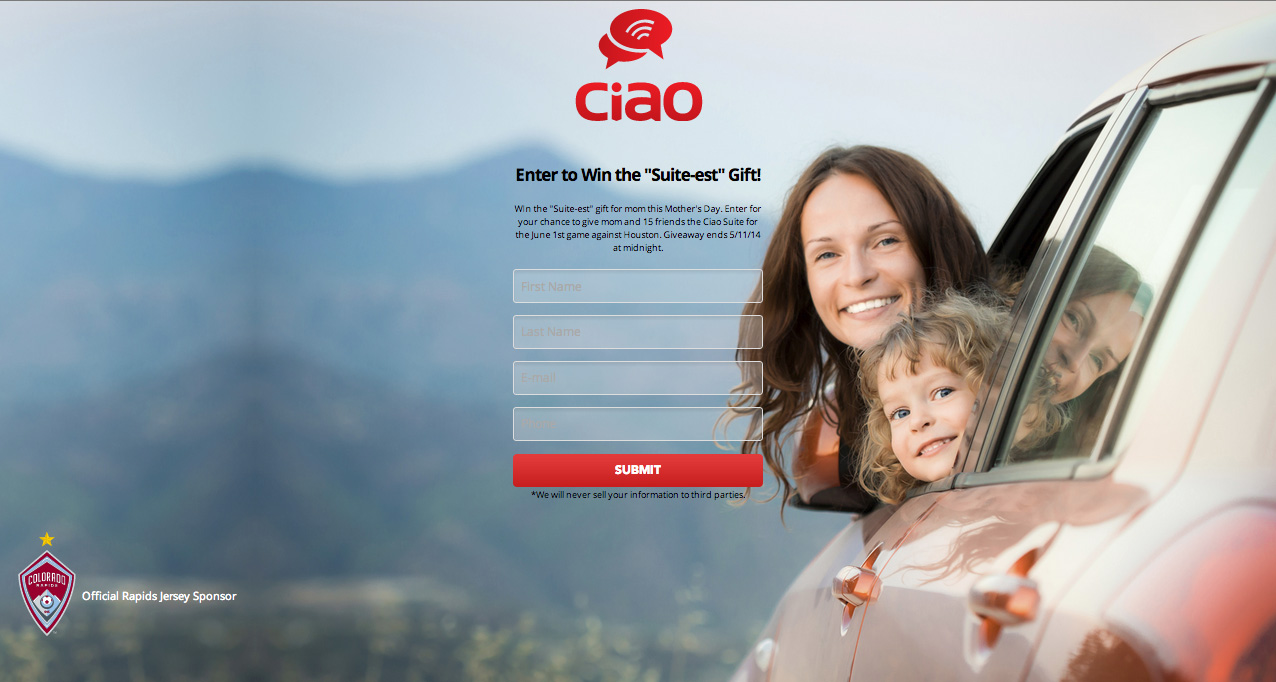 ciao
Enter to Win the "Suite-est" Gift!
Win the "Suite-est" gift for mom this Mother's Day. Enter for
your chance to give mom and 15 friends the Ciao Suite for
the June 1st game against Houston. Giveaway ends 5/11/14
at midnight.
First Name
Last Name
E-mail
SUBMIT
*We will never sell your information to third parties.
COLORADO
RAPIDS
Official Rapids Jersey Sponsor